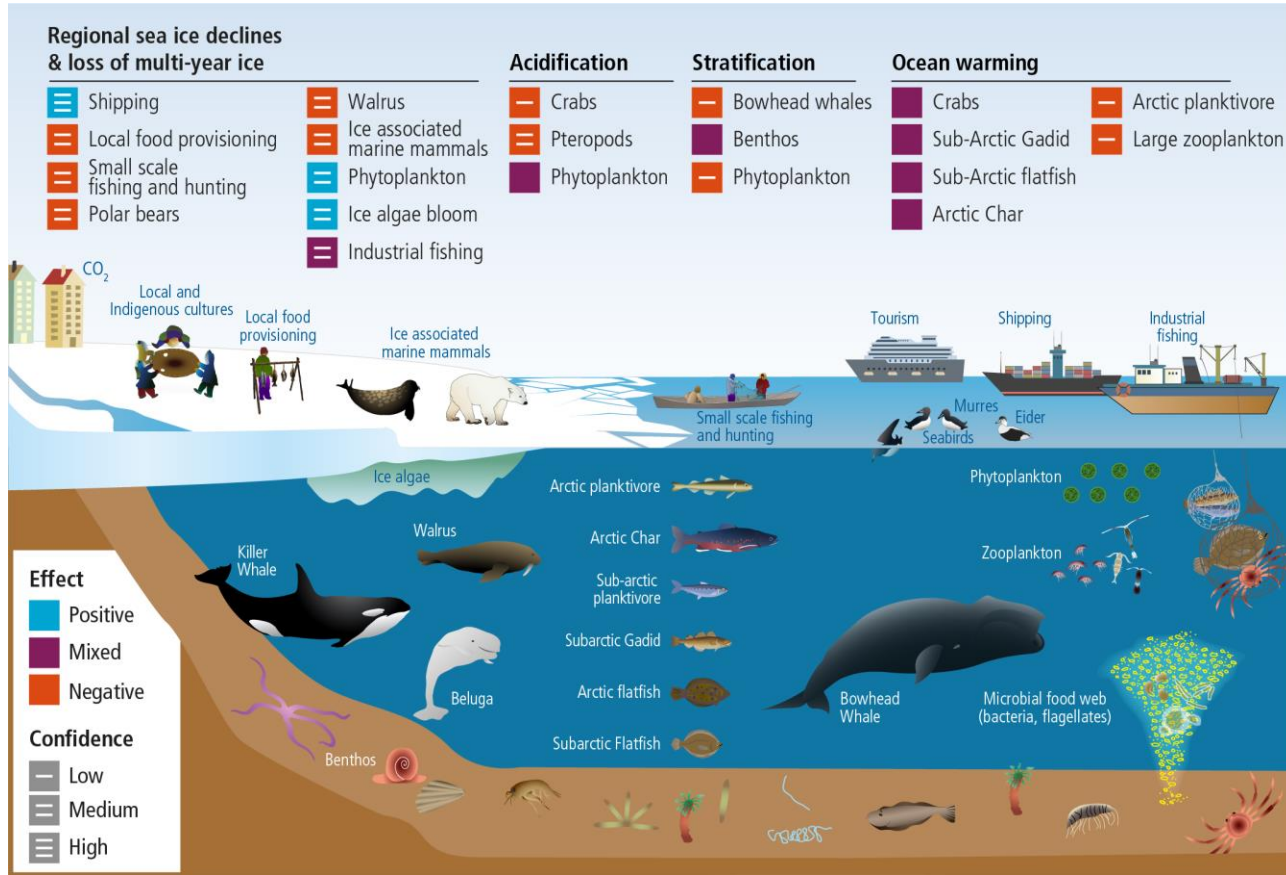 Regional sea ice declines
& loss of multi-year ice
Shipping
Local food provisioning
Small scale
fishing and hunting
Polar bears
Walrus
Ice associated
marine mammals
Phytoplankton
Ice algae bloom
Industrial fishing
Acidification
Crabs
Pteropods
Phytoplankton
Stratification
Bowhead whales
Benthos
Phytoplankton
Ocean warming
Crabs
Sub-Arctic Gadid
Sub-Arctic flatfish
Arctic Char
Arctic planktivore
Large zooplankton
CO2
Local and
Indigenous cultures
Local food
provisioning
Ice associated
marine mammals
Tourism
Shipping
Industrial
fishing
Small scale fishing
and hunting
Murres
Seabirds
Eider
Ice algae
Arctic planktivore
Phytoplankton
Walrus
Arctic Char
Zooplankton
Killer
Whale
Sub-arctic
planktivore
Subarctic Gadid
Beluga
Arctic flatfish
Bowhead
Whale
Microbial food web
(bacteria, flagellates)
Subarctic Flatfish
Benthos
Effect
Positive
Mixed
Negative
Confidence
Low
Medium
High